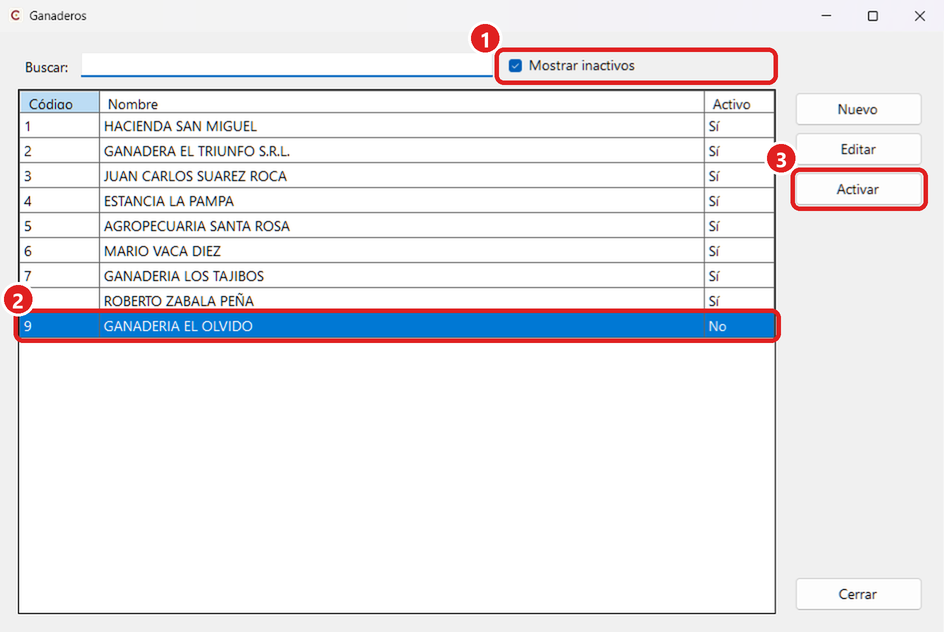 C Ganaderos
1
Buscar: Mostrar inactivos
Código Nombre Activo
1 HACIENDA SAN MIGUEL Sí
2 GANADERA EL TRIUNFO S.R.L. Sí
3 JUAN CARLOS SUAREZ ROCA Sí
4 ESTANCIA LA PAMPA Sí
5 AGROPECUARIA SANTA ROSA Sí
6 MARIO VACA DIEZ Sí
7 GANADERIA LOS TAJIBOS Sí
ROBERTO ZABALA PEÑA Sí
2
9 GANADERIA EL OLVIDO No
Nuevo
Editar
3
Activar
Cerrar